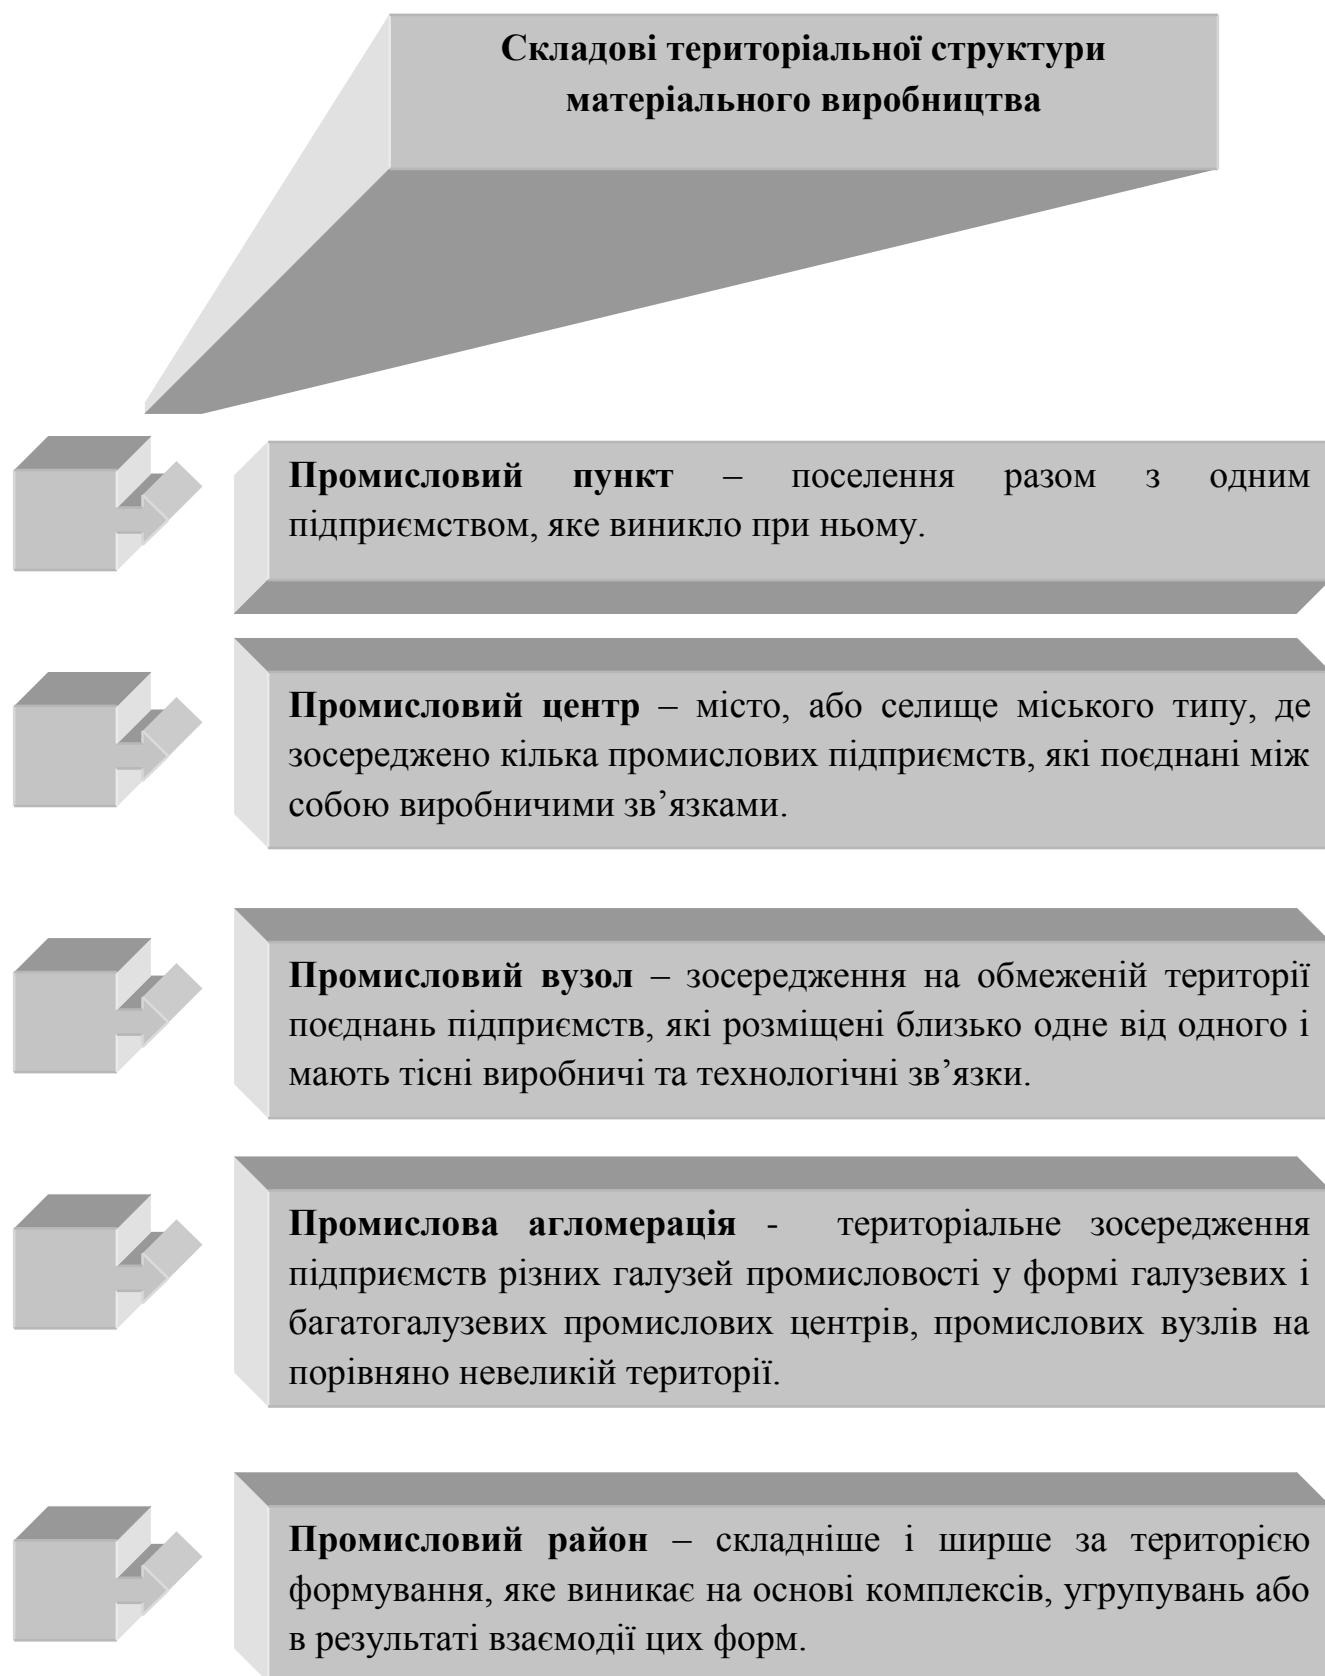 Складові територіальної структури
матеріального виробництва
Промисловий пункт – поселення разом з одним
підприємством, яке виникло при ньому.
Промисловий центр – місто, або селище міського типу, де
зосереджено кілька промислових підприємств, які поєднані між
собою виробничими зв’язками.
Промисловий вузол – зосередження на обмеженій території
поєднань підприємств, які розміщені близько одне від одного і
мають тісні виробничі та технологічні зв’язки.
Промислова агломерація - територіальне зосередження
підприємств різних галузей промисловості у формі галузевих і
багатогалузевих промислових центрів, промислових вузлів на
порівняно невеликій території.
Промисловий район – складніше і ширше за територією
формування, яке виникає на основі комплексів, угрупувань або
в результаті взаємодії цих форм.